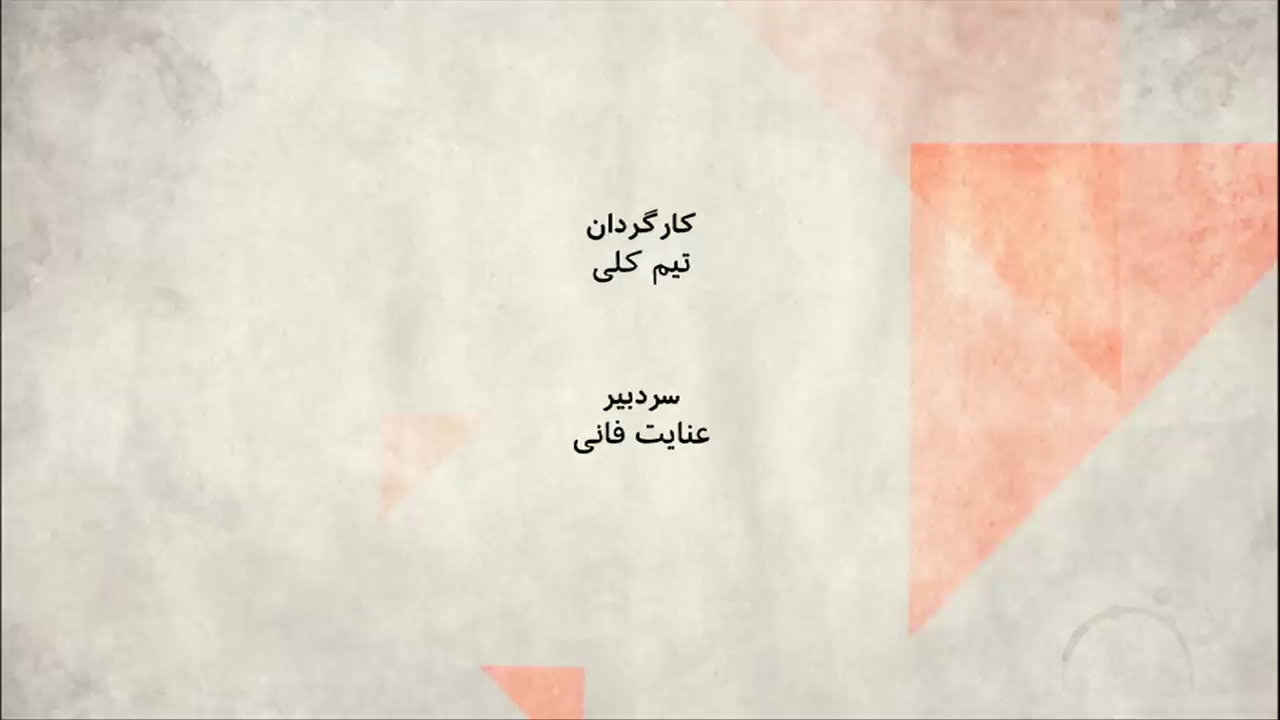 کارگردان
تیم کلی
سردبیر
عنایت فانی